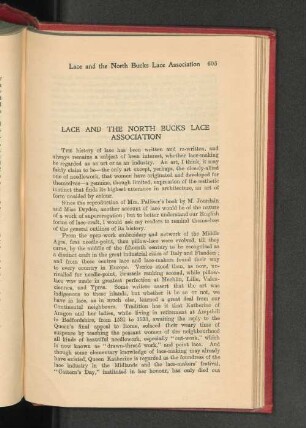 Lace and the North Bucks Lace Association 693
LACE AND THE NORTH BUCKS LACE
ASSOCIATION
THE history of lace has been written and re-written, and
always remains a subject of keen interest, whether lace-making
be regarded as an art or as an industry. As art, I think, it may
fairly claim to be—the only art except, perhaps, the closely-allied
one of needlework, that women have originated and developed for
themselves—a genuine, though limited, expression of the æsthetic
instinct that finds its highest utterance in architecture, an art of
form created by science.
Since the reproduction of Mrs. Palliser's book by M. Jourdain
and Miss Dryden, another account of lace would be of the nature
of a work of supererogation; but to better understand our English
forms of lace-craft, I would ask my readers to remind themselves
of the general outlines of its history.
From the open-work embroidery and network of the Middle
Ages, first needle-point, then pillow-lace were evolved, till they
came, by the middle of the fifteenth century to be recognised as
a distinct craft in the great industrial cities of Italy and Flanders;
and from these centres lace and lace-makers found their way
to every country in Europe. Venice stood then, as now, un-
rivalled for needle-point, towards making sound, while pillow-
lace was made in greatest perfection at Mechlin, Lille, Valen-
ciennes, and Ypres. Some writers assert that the art was
indigenous to those islands, but whether it be so or not, we
have in lace, as in much else, learned a great deal from our
Continental neighbours. Tradition has it that Katharine of
Aragon and her ladies, while living in retirement at Ampthill
in Bedfordshire, from 1531 to 1533, awaiting the reply to the
Queen's final appeal to Rome, solaced their weary time of
suspense by teaching the peasant women of the neighbourhood
all kinds of beautiful needlework, especially "cut-work," which
is now known as "drawn-thread work," and point lace. And
though some elementary knowledge of lace-making may already
have existed, Queen Katharine is regarded as the foundress of the
lace industry in the Midlands and the lace-makers' festival,
"Cattern's Day," instituted in her honour, has only died out